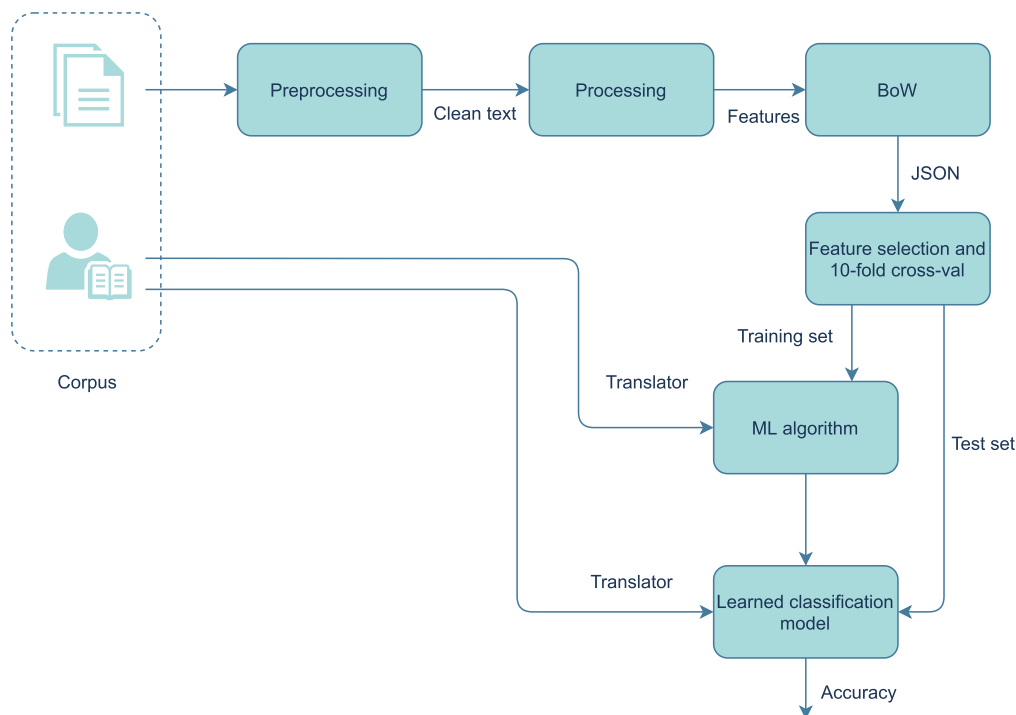 Preprocessing
Clean text
Processing
Features
BoW
JSON
Feature selection and
10-fold cross-val
Training set
Corpus
Translator
ML algorithm
Test set
Translator
Learned classification
model
Accuracy